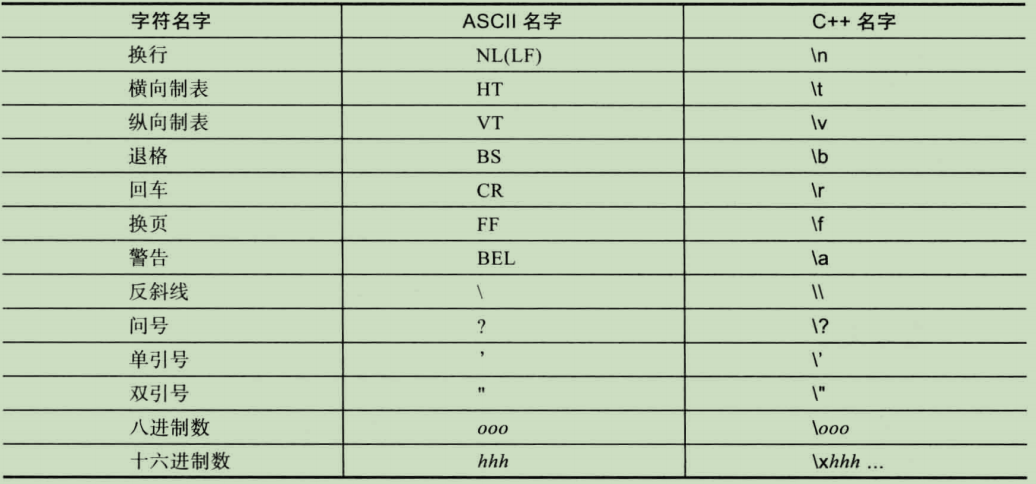 字符名字 ASCII 名字 C++ 名字
换行 NL(LF) \n
横向制表 HT \t
纵向制表 VT \v
退格 BS \b
回车 CR \r
换页 FF \f
警告 BEL \a
反斜线 \ \\
问号 ? \?
单引号 ' \'
双引号 " \"
八进制数 ooo \ooo
十六进制数 hhh \xhhh ...